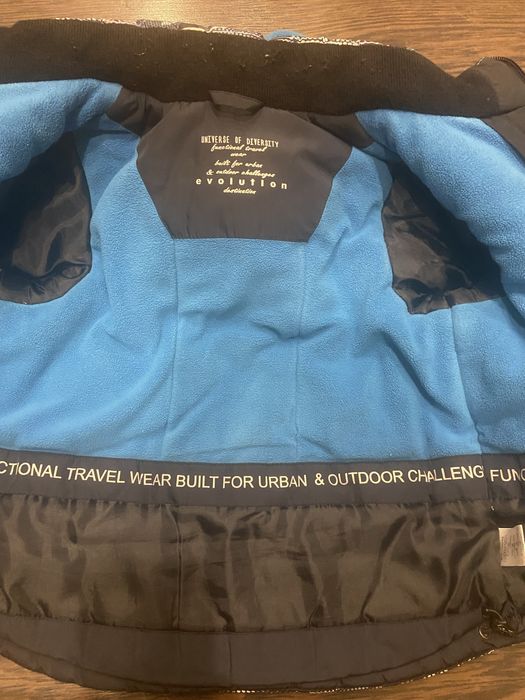 UNIVERSE OF DIVERDITY
functional travel
wear
built for urban
& outdoor challenges
evolution
destination
CTIONAL TRAVEL WEAR BUILT FOR URBAN & OUTDOOR CHALLENG FUNC